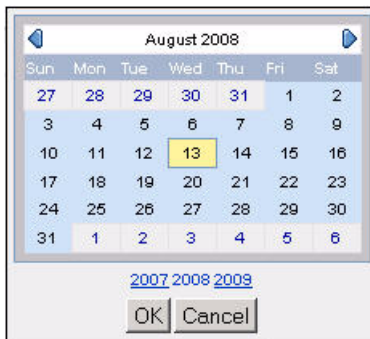 August 2008
Sun Mon Tue Wed Thu Fri Sat
27 28 29 30 31 1 2
3 4 5 6 7 8 9
10 11 12 13 14 15 16
17 18 19 20 21 22 23
24 25 26 27 28 29 30
31 1 2 3 4 5 6
2007 2008 2009
OK Cancel